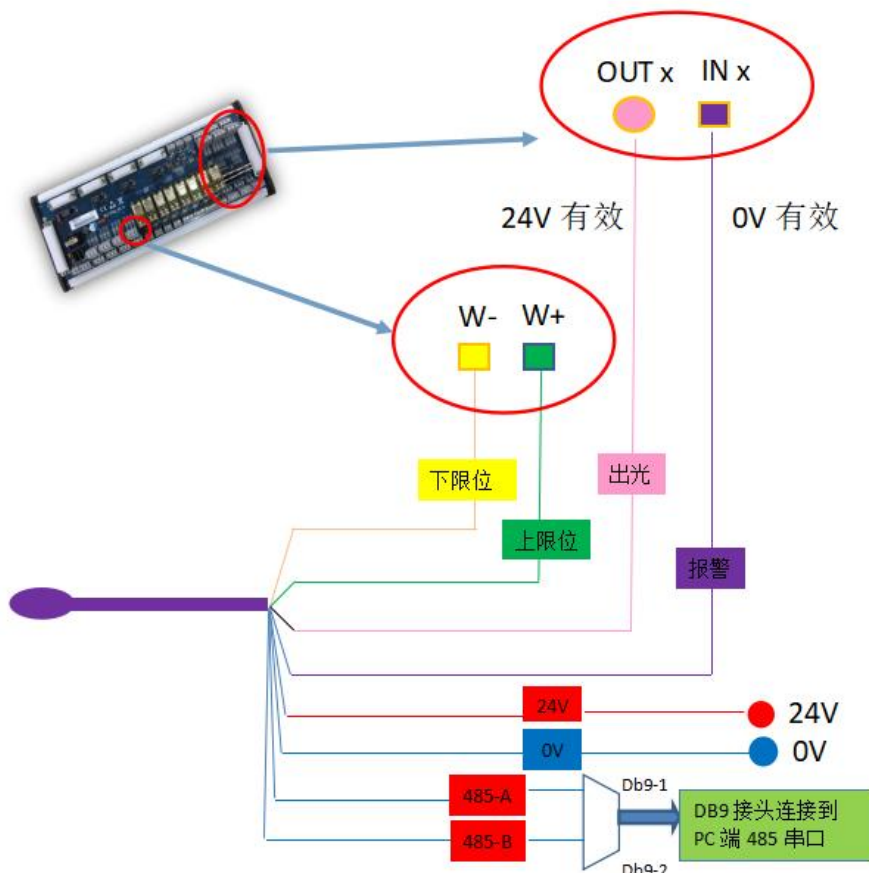 OUT x IN x
24V 有效 0V 有效
W- W+
下限位
出光
上限位
报警
24V
24V
0V
0V
485-A
Db9-1
DB9 接头连接到
PC 端 485 串口
485-B
Db9-2